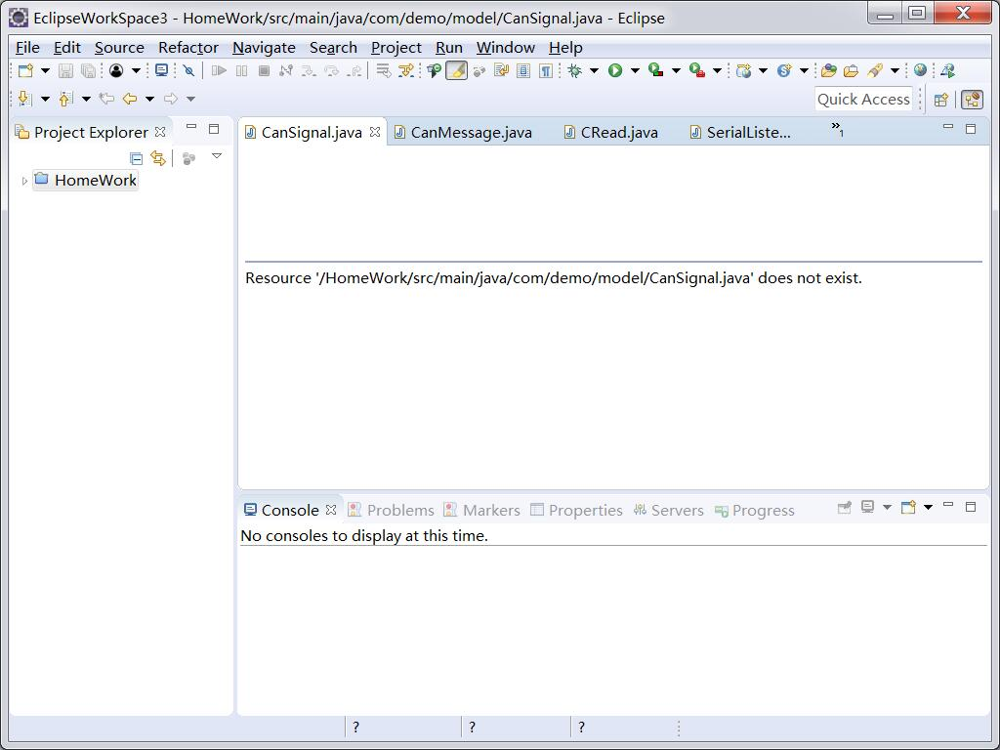 EclipseWorkSpace3 - HomeWork/src/main/java/com/demo/model/CanSignal.java - Eclipse
File Edit Source Refactor Navigate Search Project Run Window Help
Quick Access
Project Explorer
HomeWork
CanSignal.java CanMessage.java CRead.java SerialListe... »1
Resource '/HomeWork/src/main/java/com/demo/model/CanSignal.java' does not exist.
Console Problems Markers Properties Servers Progress
No consoles to display at this time.
? ? ?